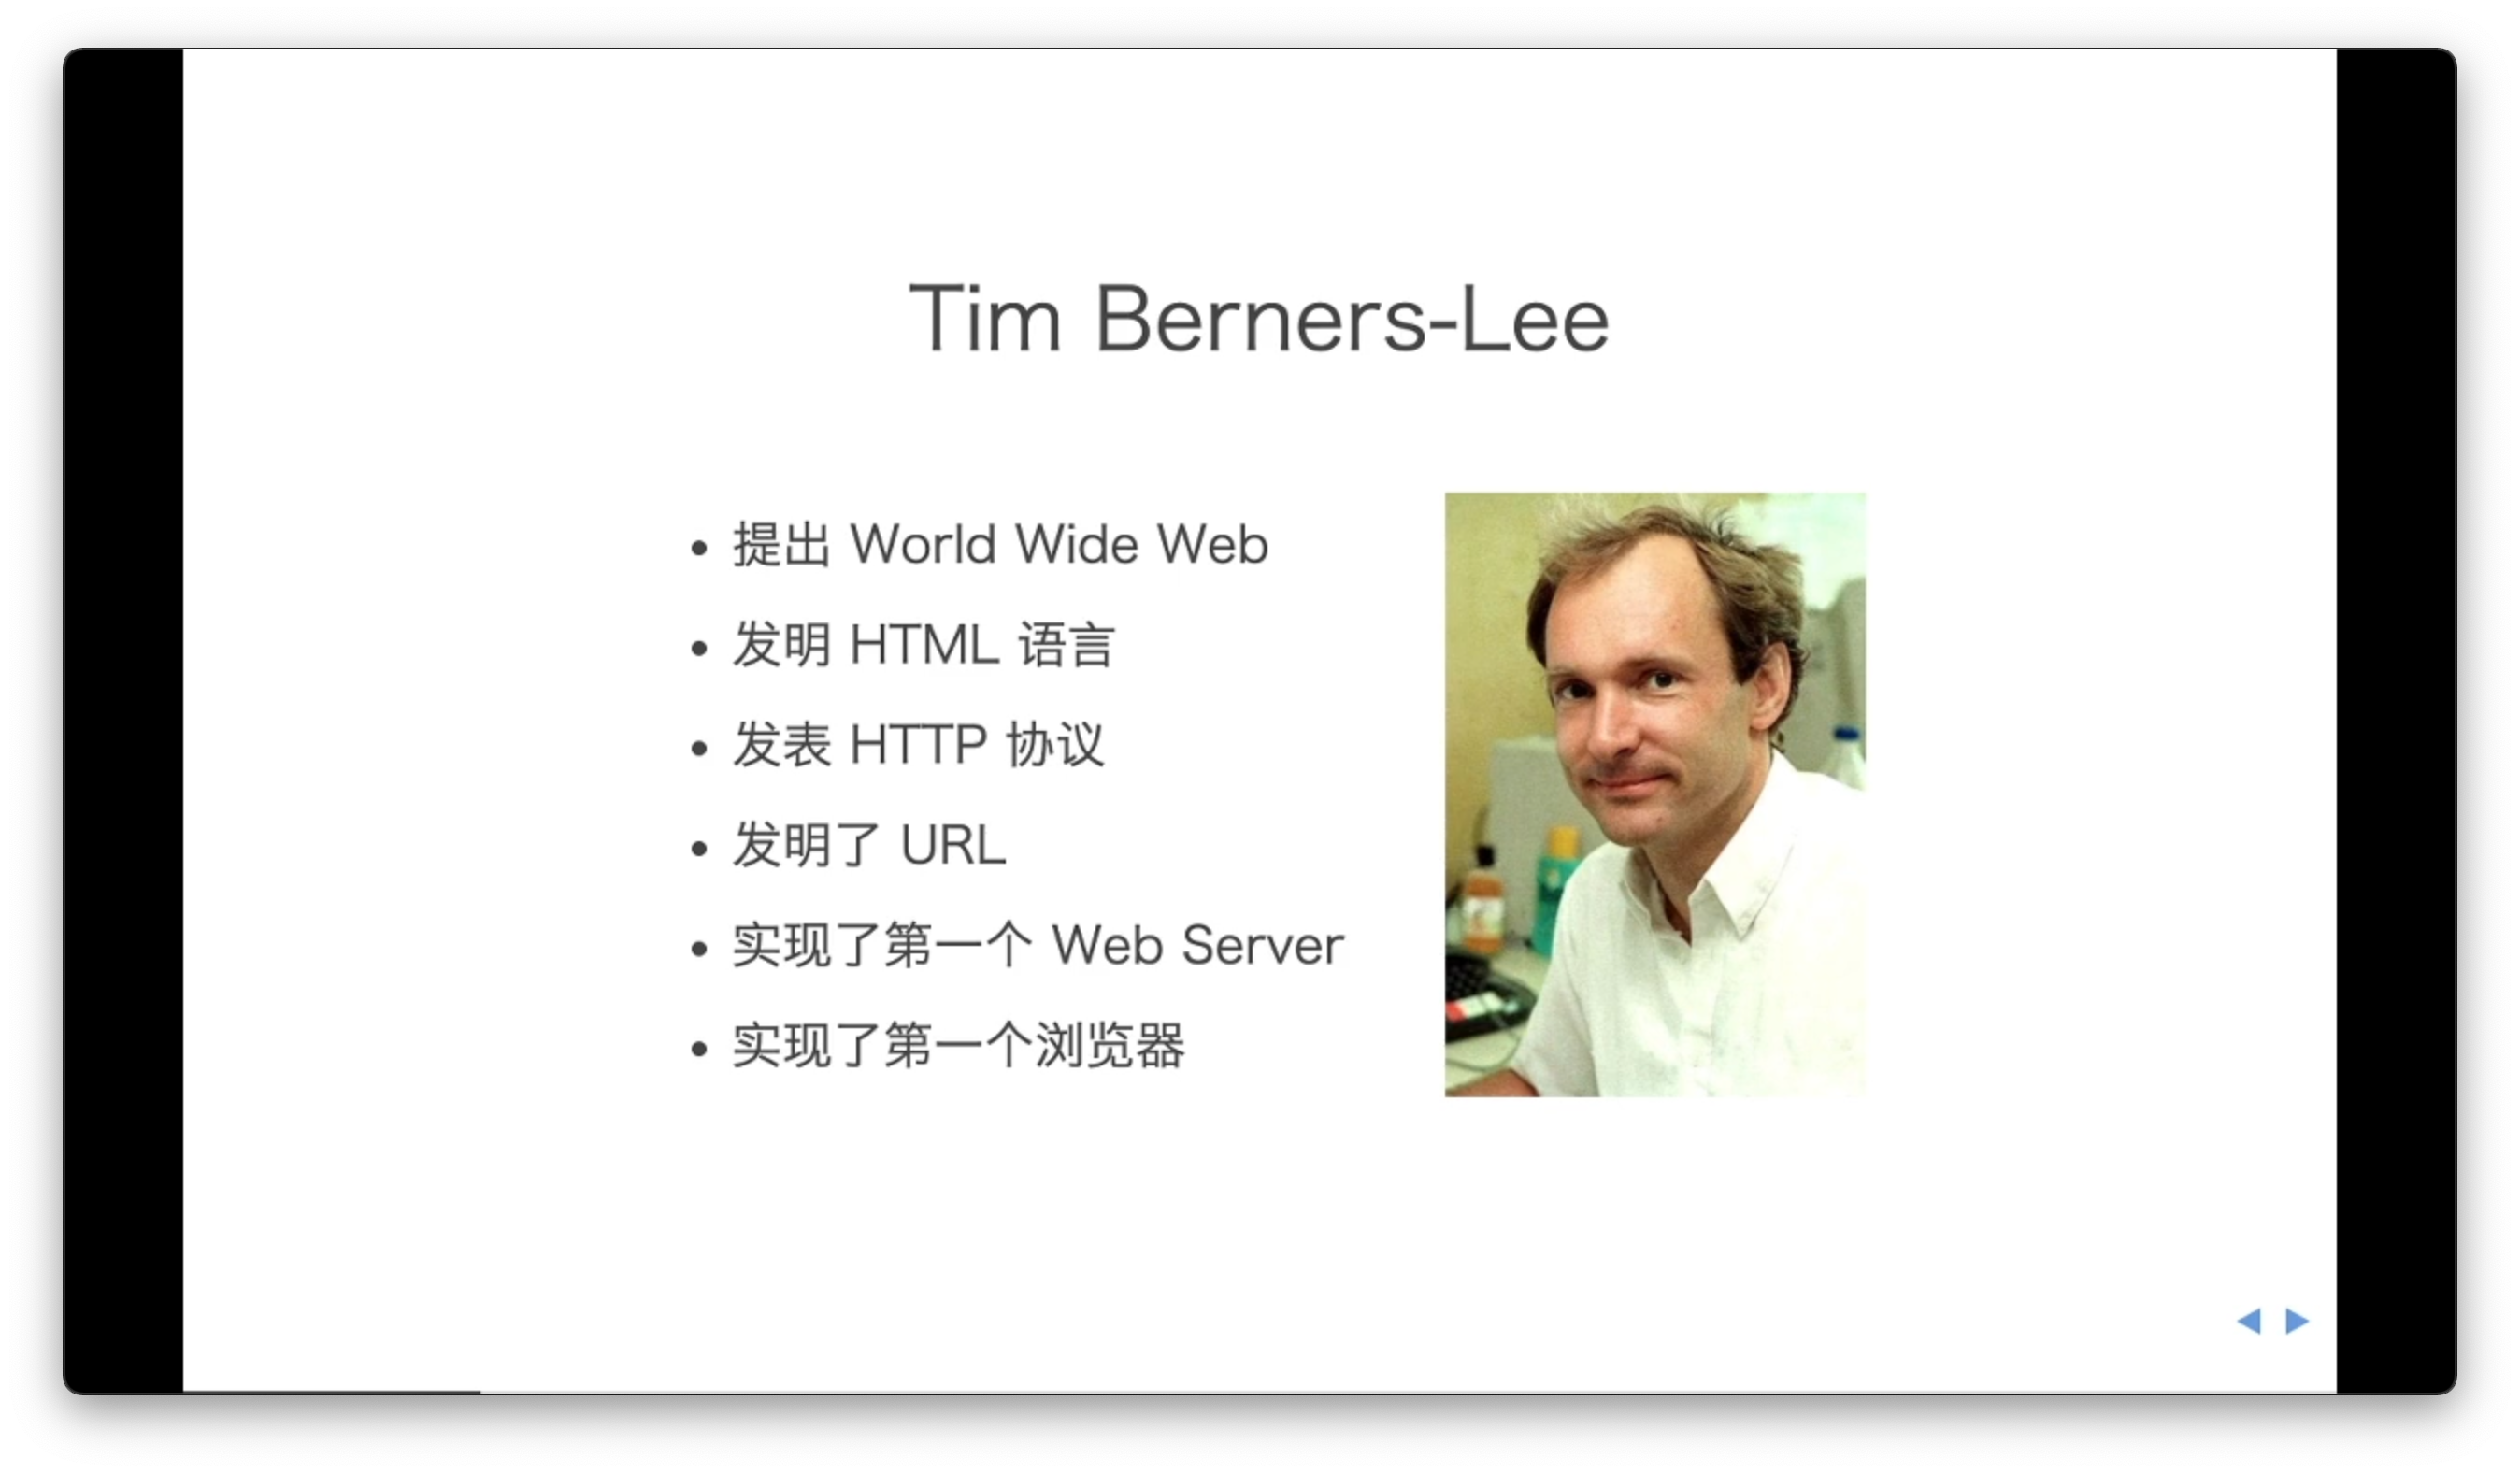 Tim Berners-Lee
• 提出 World Wide Web
• 发明 HTML 语言
• 发表 HTTP 协议
• 发明了 URL
• 实现了第一个 Web Server
• 实现了第一个浏览器